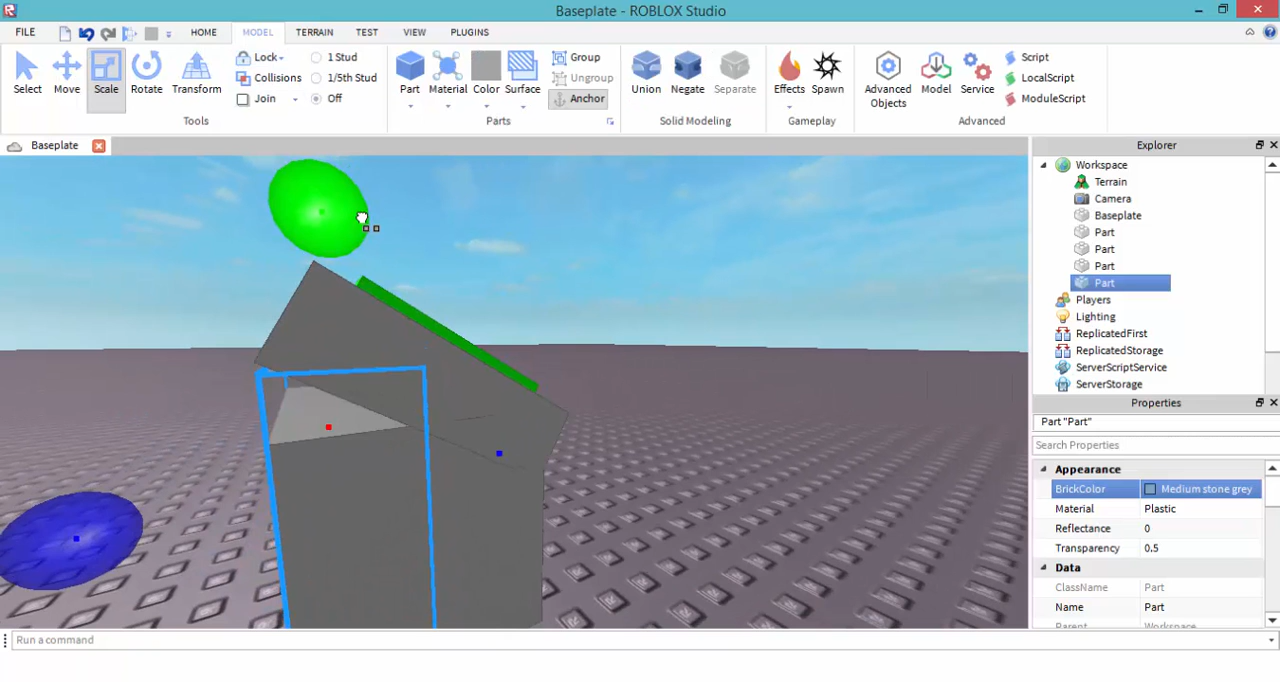 Baseplate - ROBLOX Studio
FILE HOME MODEL TERRAIN TEST VIEW PLUGINS
Select Move Scale Rotate Transform
Lock
Collisions
Join
1 Stud
1/5th Stud
Off
Tools
Part Material Color Surface
Group
Ungroup
Anchor
Parts
Union Negate Separate
Solid Modeling
Effects Spawn
Gameplay
Advanced Objects Model Service
Script
LocalScript
ModuleScript
Advanced
Baseplate
Explorer
Workspace
Terrain
Camera
Baseplate
Part
Part
Part
Part
Players
Lighting
ReplicatedFirst
ReplicatedStorage
ServerScriptService
ServerStorage
Properties
Part "Part"
Search Properties
Appearance
BrickColor Medium stone grey
Material Plastic
Reflectance 0
Transparency 0.5
Data
ClassName Part
Name Part
Parent Workspace
Run a command